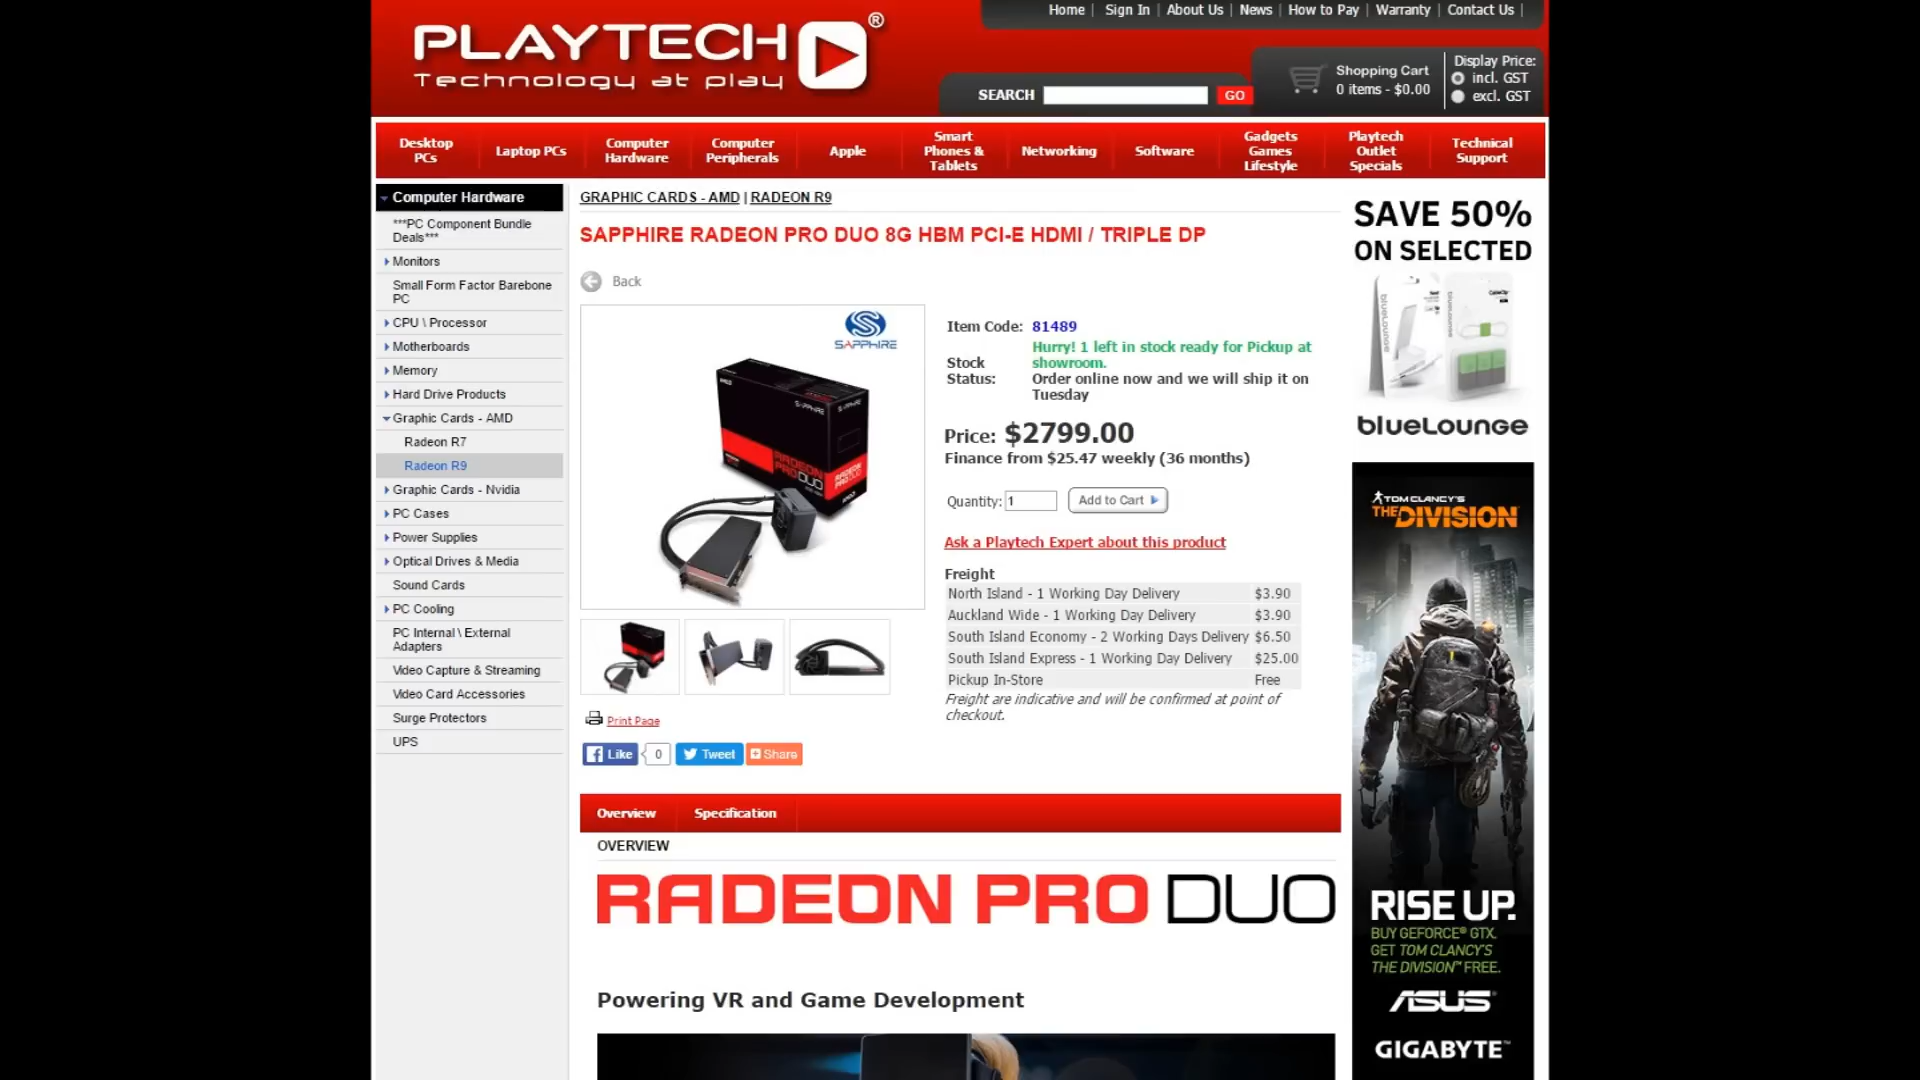 PLAYTECH®
Technology at play
Home | Sign In | About Us | News | How to Pay | Warranty | Contact Us |
SEARCH GO
Shopping Cart
0 items - $0.00
Display Price:
incl. GST
excl. GST
Desktop PCs
Laptop PCs
Computer Hardware
Computer Peripherals
Apple
Smart Phones & Tablets
Networking
Software
Gadgets Games Lifestyle
Playtech Outlet Specials
Technical Support
Computer Hardware
***PC Component Bundle
Deals***
Monitors
Small Form Factor Barebone
PC
CPU \ Processor
Motherboards
Memory
Hard Drive Products
Graphic Cards - AMD
Radeon R7
Radeon R9
Graphic Cards - Nvidia
PC Cases
Power Supplies
Optical Drives & Media
Sound Cards
PC Cooling
PC Internal \ External
Adapters
Video Capture & Streaming
Video Card Accessories
Surge Protectors
UPS
GRAPHIC CARDS - AMD | RADEON R9
SAPPHIRE RADEON PRO DUO 8G HBM PCI-E HDMI / TRIPLE DP
Back
SAPPHIRE
SAPPHIRE
SAPPHIRE
RADEON
PRO DUO
RADEON
PRO DUO
AMD
Print Page
Like 0 Tweet Share
Item Code: 81489
Stock Status:
Hurry! 1 left in stock ready for Pickup at
showroom.
Order online now and we will ship it on
Tuesday
Price: $2799.00
Finance from $25.47 weekly (36 months)
Quantity: 1 Add to Cart
Ask a Playtech Expert about this product
Freight
North Island - 1 Working Day Delivery $3.90
Auckland Wide - 1 Working Day Delivery $3.90
South Island Economy - 2 Working Days Delivery $6.50
South Island Express - 1 Working Day Delivery $25.00
Pickup In-Store Free
Freight are indicative and will be confirmed at point of
checkout.
Overview Specification
OVERVIEW
RADEON PRO DUO
Powering VR and Game Development
SAVE 50%
ON SELECTED
bluelounge
bluelounge
CableClip
blueLounge
TOM CLANCY'S
THE DIVISION
RISE UP.
BUY GEFORCE® GTX.
GET TOM CLANCY'S
THE DIVISION™ FREE.
ASUS
GIGABYTE™